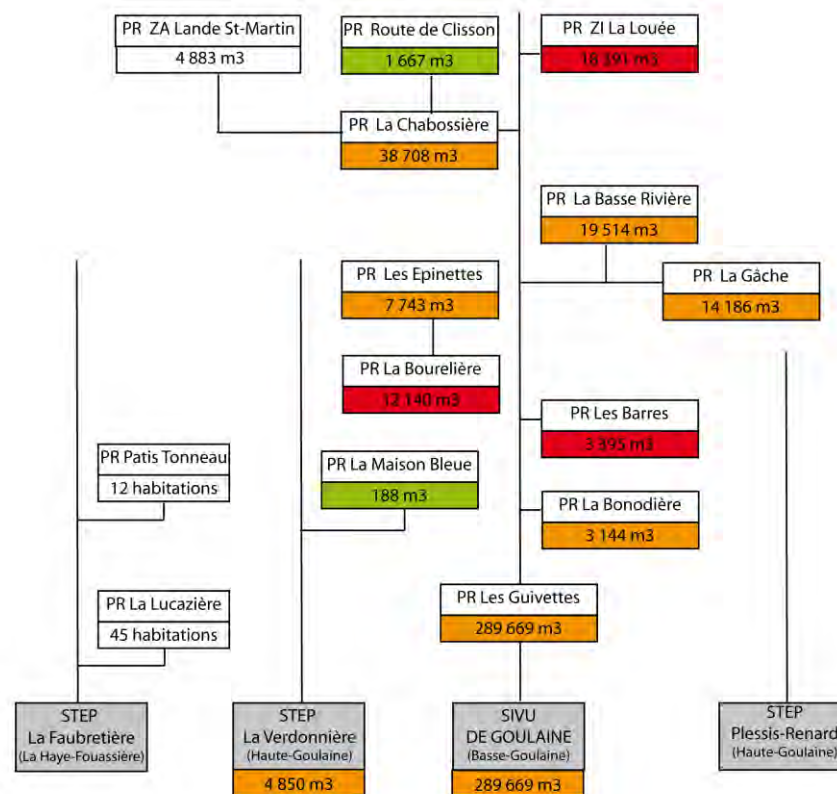 PR ZA Lande St-Martin
4 883 m3
PR Route de Clisson
1 667 m3
PR ZI La Louée
18 391 m3
PR La Chabossière
38 708 m3
PR La Basse Rivière
19 514 m3
PR Les Epinettes
7 743 m3
PR La Gâche
14 186 m3
PR La Bourelière
12 140 m3
PR Les Barres
3 395 m3
PR Patis Tonneau
12 habitations
PR La Maison Bleue
188 m3
PR La Bonodière
3 144 m3
PR Les Guivettes
289 669 m3
PR La Lucazière
45 habitations
STEP
La Faubretière
(La Haye-Fouassière)
STEP
La Verdonnière
(Haute-Goulaine)
4 850 m3
SIVU
DE GOULAINE
(Basse-Goulaine)
289 669 m3
STEP
Plessis-Renard
(Haute-Goulaine)